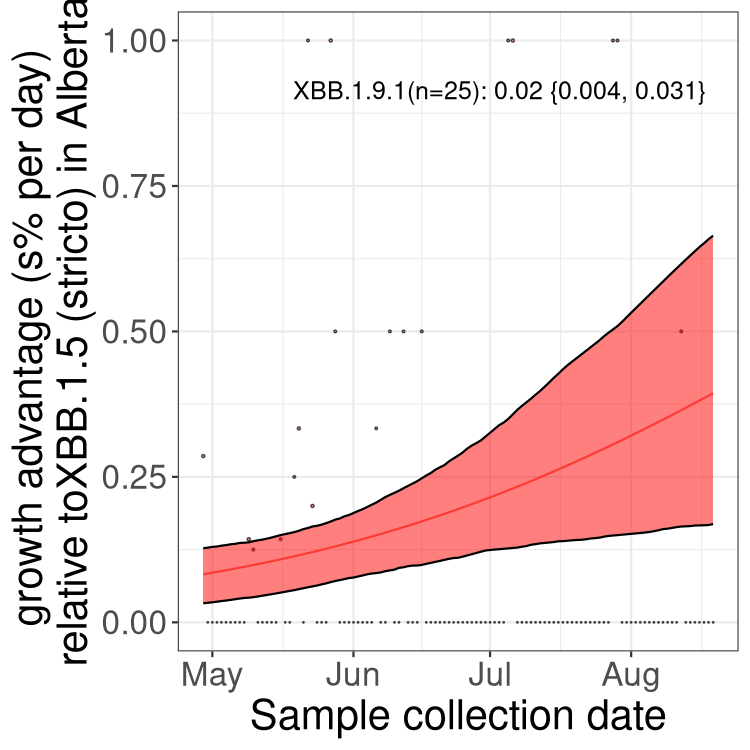 growth advantage (s% per day)
relative toXBB.1.5 (stricto) in Alberta
1.00
0.75
0.50
0.25
0.00
XBB.1.9.1(n=25): 0.02 {0.004, 0.031}
May Jun Jul Aug
Sample collection date